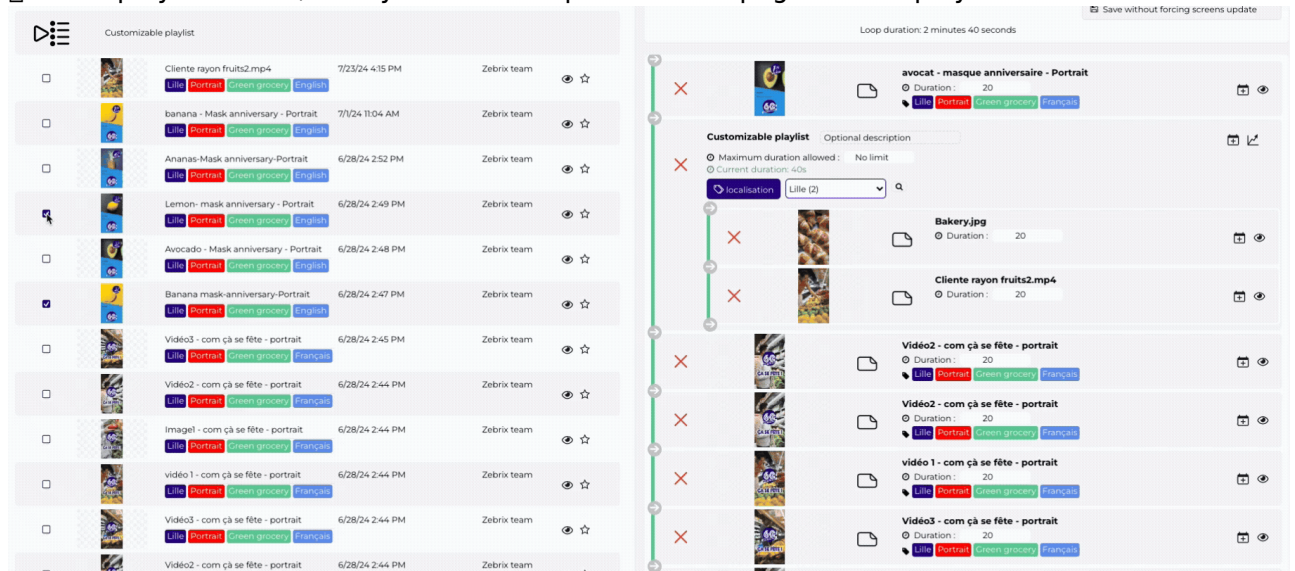 Customizable playlist
Cliente rayon fruits2.mp4 7/23/24 4:15 PM Zebrix team
Lille Portrait Green grocery English
banana - Mask anniversary - Portrait 7/1/24 11:04 AM Zebrix team
Lille Portrait Green grocery English
Ananas-Mask anniversary-Portrait 6/28/24 2:52 PM Zebrix team
Lille Portrait Green grocery English
Lemon- mask anniversary - Portrait 6/28/24 2:49 PM Zebrix team
Lille Portrait Green grocery English
Avocado - Mask anniversary - Portrait 6/28/24 2:48 PM Zebrix team
Lille Portrait Green grocery English
Banana mask-anniversary-Portrait 6/28/24 2:47 PM Zebrix team
Lille Portrait Green grocery English
Vidéo3 - com çà se fête - portrait 6/28/24 2:45 PM Zebrix team
Lille Portrait Green grocery Français
Vidéo2 - com çà se fête - portrait 6/28/24 2:44 PM Zebrix team
Lille Portrait Green grocery Français
Image1 - com çà se fête - portrait 6/28/24 2:44 PM Zebrix team
Lille Portrait Green grocery Français
vidéo 1 - com çà se fête - portrait 6/28/24 2:44 PM Zebrix team
Lille Portrait Green grocery Français
Vidéo3 - com çà se fête - portrait 6/28/24 2:44 PM Zebrix team
Lille Portrait Green grocery Français
Vidéo2 - com çà se fête - portrait 6/28/24 2:44 PM Zebrix team
Save without forcing screens update
Loop duration: 2 minutes 40 seconds
avocat - masque anniversaire - Portrait
Duration : 20
Lille Portrait Green grocery Français
Customizable playlist Optional description
Maximum duration allowed : No limit
Current duration: 40s
localisation Lille (2)
Bakery.jpg
Duration : 20
Cliente rayon fruits2.mp4
Duration : 20
Vidéo2 - com çà se fête - portrait
Duration : 20
Lille Portrait Green grocery Français
Vidéo2 - com çà se fête - portrait
Duration : 20
Lille Portrait Green grocery Français
vidéo 1 - com çà se fête - portrait
Duration : 20
Lille Portrait Green grocery Français
Vidéo3 - com çà se fête - portrait
Duration : 20
Lille Portrait Green grocery Français